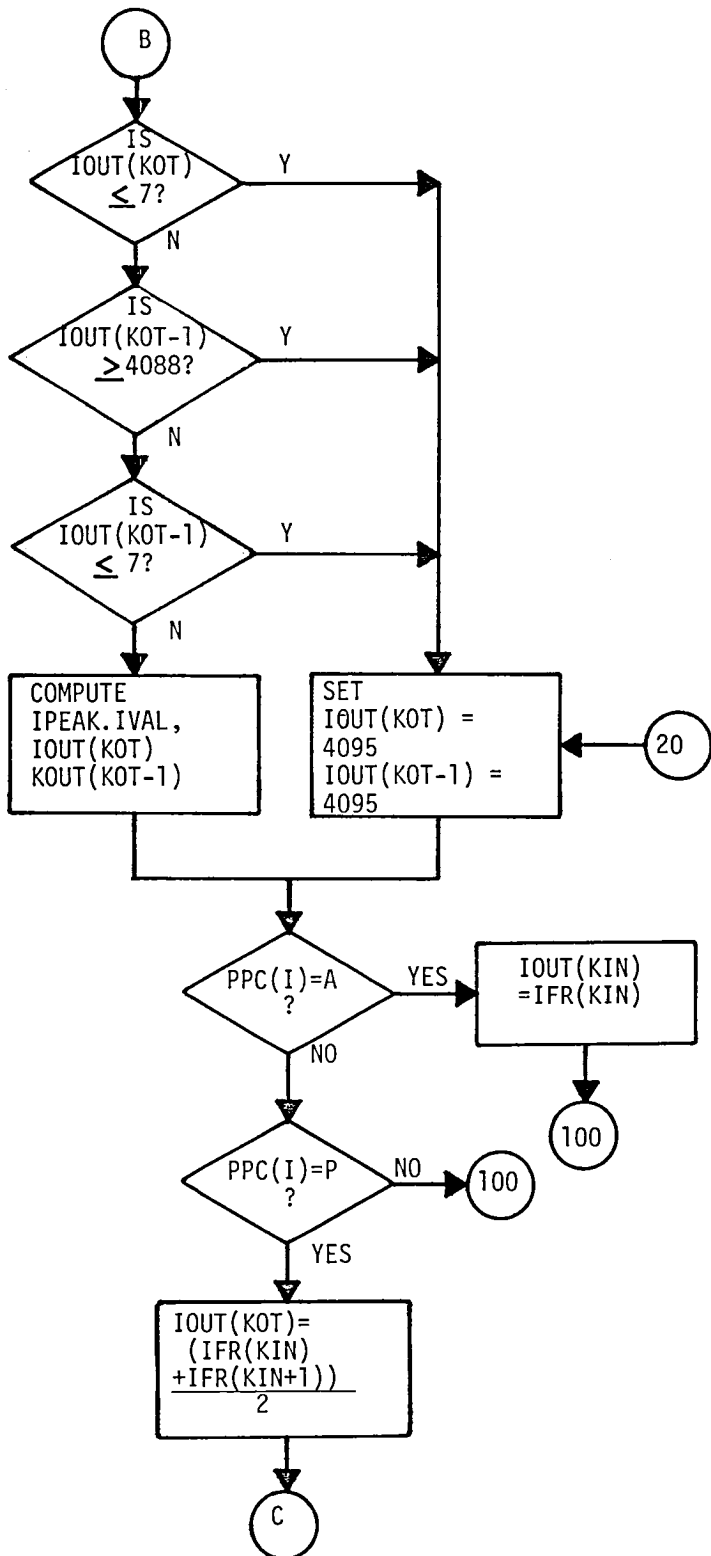 B
IS
IOUT(KOT)
≤ 7?
Y
N
IS
IOUT(KOT-1)
≥ 4088?
Y
N
IS
IOUT(KOT-1)
≤ 7?
Y
N
COMPUTE
IPEAK.IVAL,
IOUT(KOT)
KOUT(KOT-1)
SET
IOUT(KOT) =
4095
IOUT(KOT-1) =
4095
20
PPC(I)=A
?
YES
NO
IOUT(KIN)
=IFR(KIN)
100
PPC(I)=P
?
NO
100
YES
IOUT(KOT)=
(IFR(KIN)
+IFR(KIN+1))
2
C